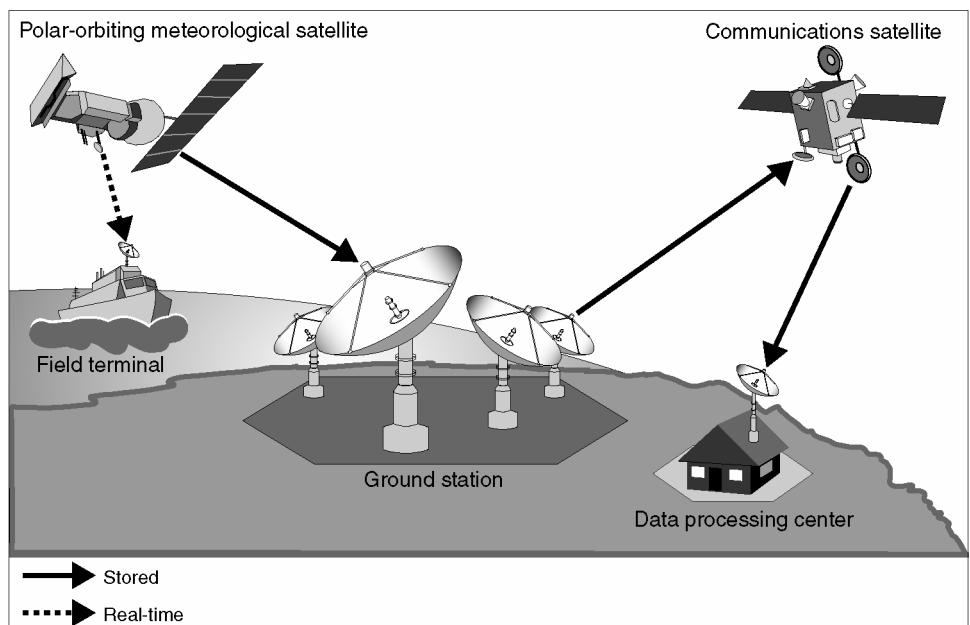 Polar-orbiting meteorological satellite
Communications satellite
Field terminal
Ground station
Data processing center
Stored
Real-time